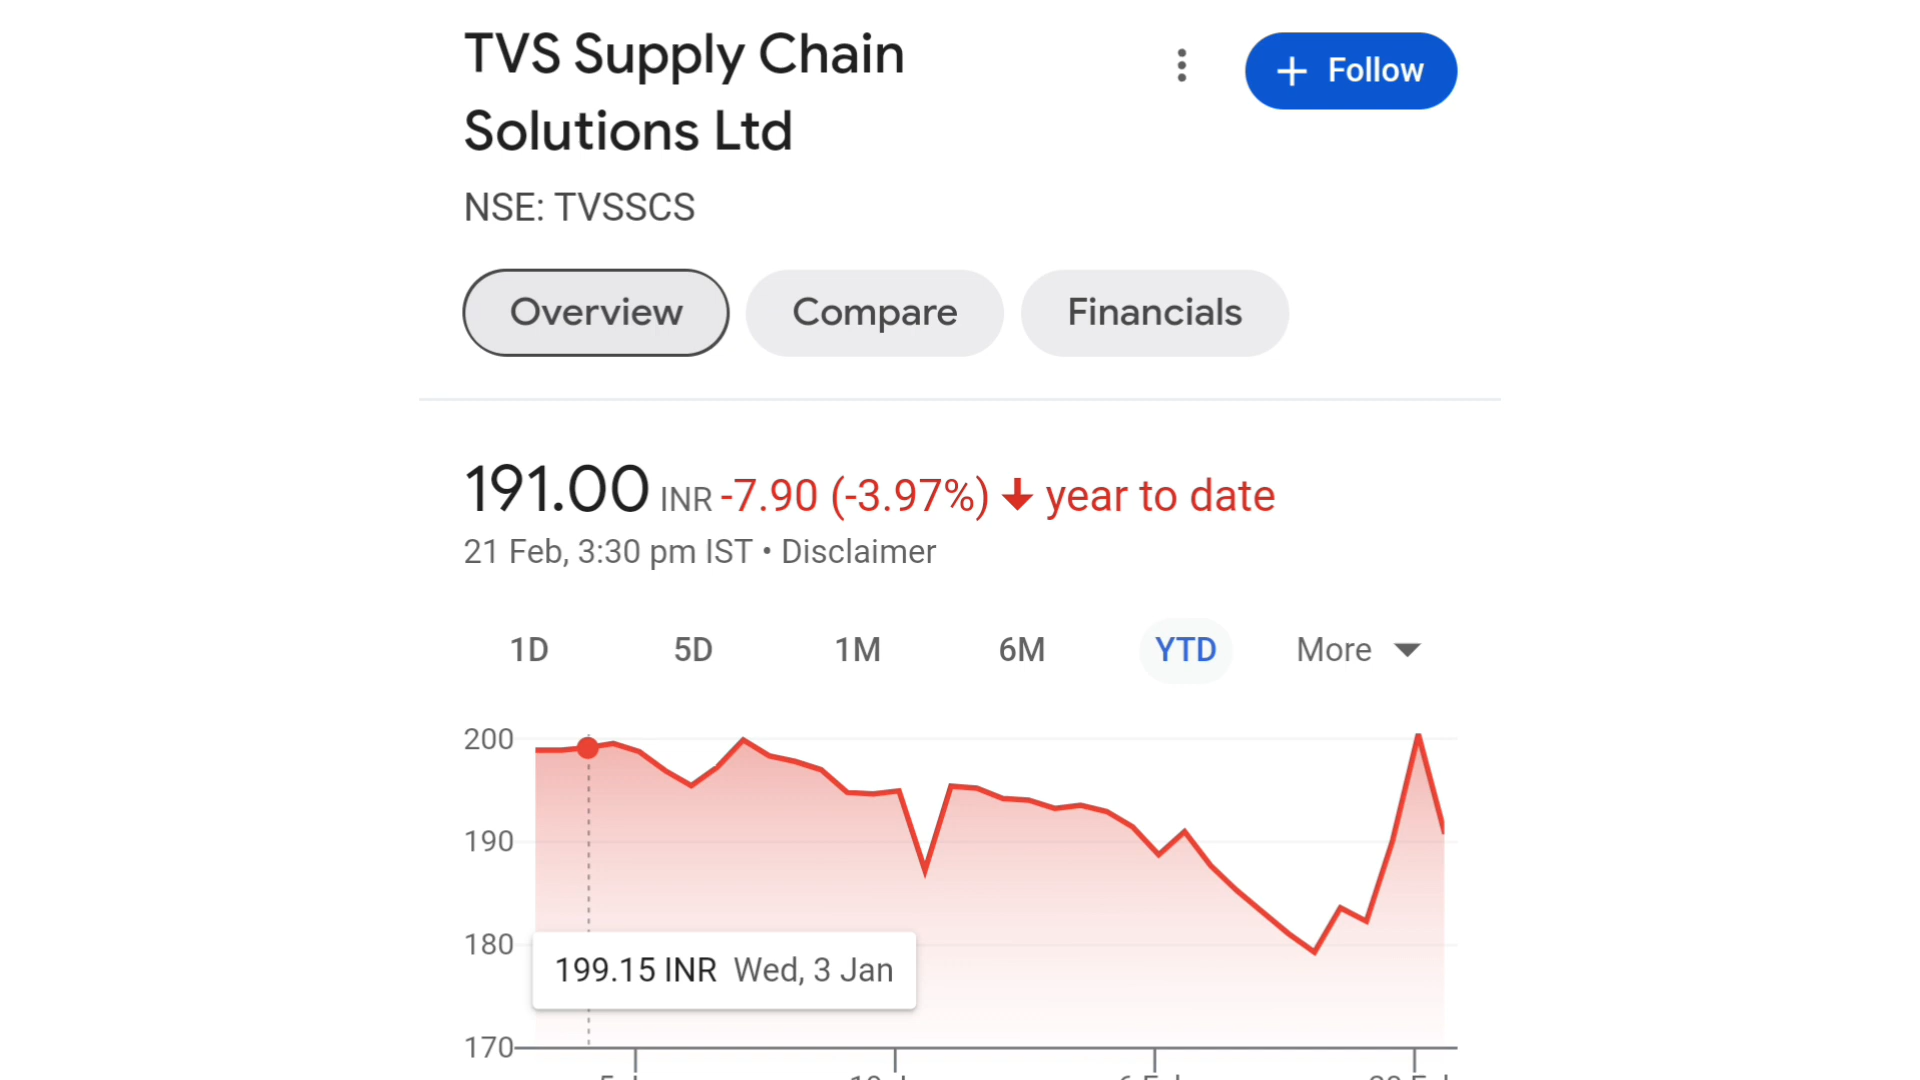 TVS Supply Chain
Solutions Ltd
+ Follow
NSE: TVSSCS
Overview Compare Financials
191.00 INR -7.90 (-3.97%) ↓ year to date
21 Feb, 3:30 pm IST • Disclaimer
1D 5D 1M 6M YTD More
200
190
180
199.15 INR Wed, 3 Jan
170